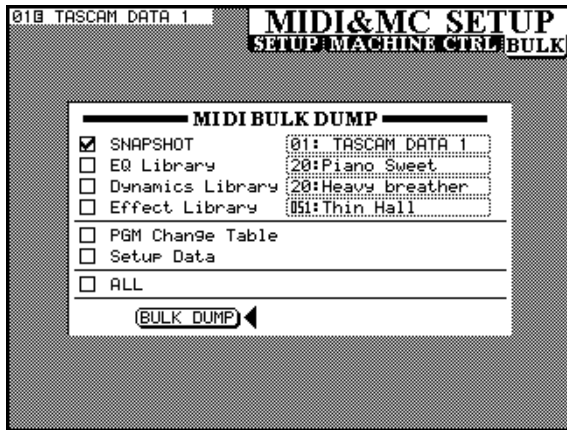 01 TASCAM DATA 1
MIDI&MC SETUP
SETUP MACHINE CTRL BULK
MIDI BULK DUMP
SNAPSHOT 01: TASCAM DATA 1
EQ Library 20:Piano Sweet
Dynamics Library 20:Heavy breather
Effect Library 051:Thin Hall
PGM Change Table
Setup Data
ALL
BULK DUMP